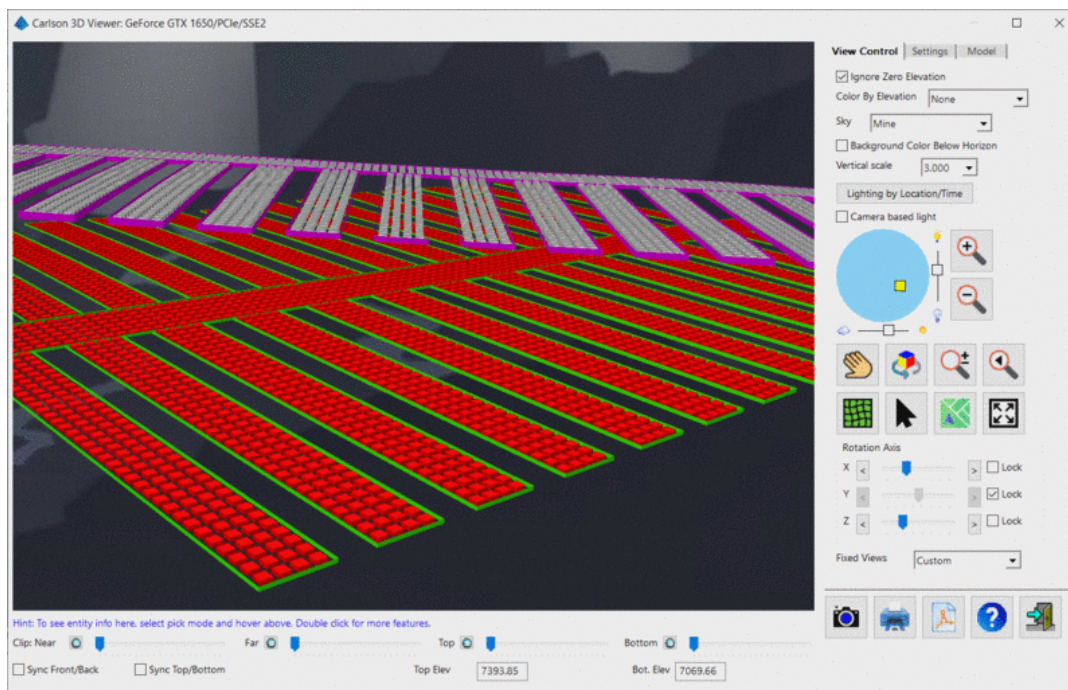 Carlson 3D Viewer: GeForce GTX 1650/PCIe/SSE2
View Control Settings Model
Ignore Zero Elevation
Color By Elevation None
Sky Mine
Background Color Below Horizon
Vertical scale 3.000
Lighting by Location/Time
Camera based light
Rotation Axis
X < > Lock
Y < > Lock
Z < > Lock
Fixed Views Custom
Hint: To see entity info here, select pick mode and hover above. Double click for more features.
Clip: Near Far Top Bottom
Sync Front/Back Sync Top/Bottom Top Elev 7393.85 Bot. Elev 7069.66